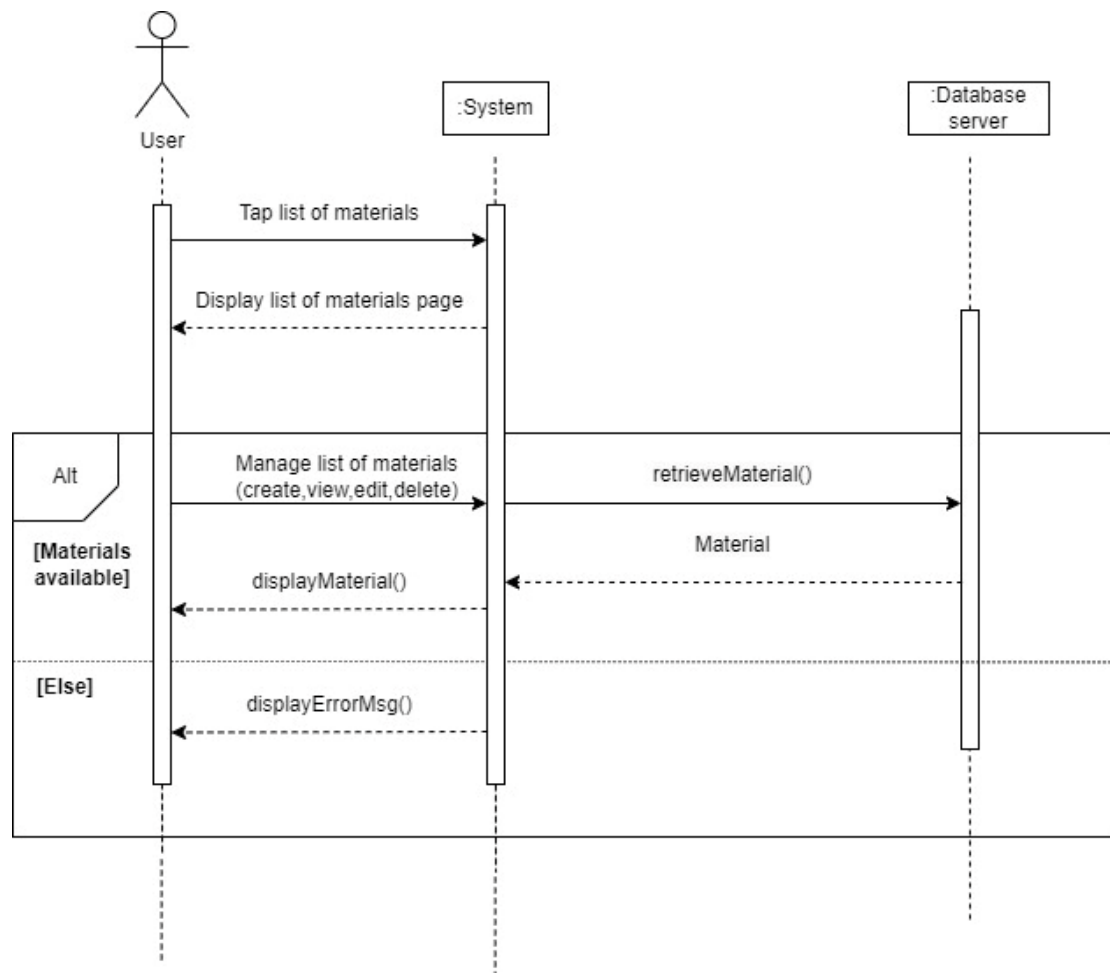 User
:System
:Database
server
Tap list of materials
Display list of materials page
Alt
Manage list of materials
(create,view,edit,delete)
retrieveMaterial()
[Materials
available]
Material
displayMaterial()
[Else]
displayErrorMsg()